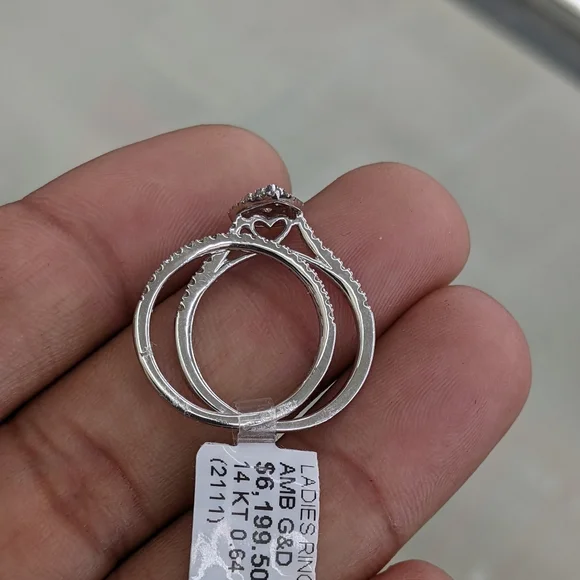 LADIES RING
AMB G&D
$6,199.50
14 KT 0.64
(2111)